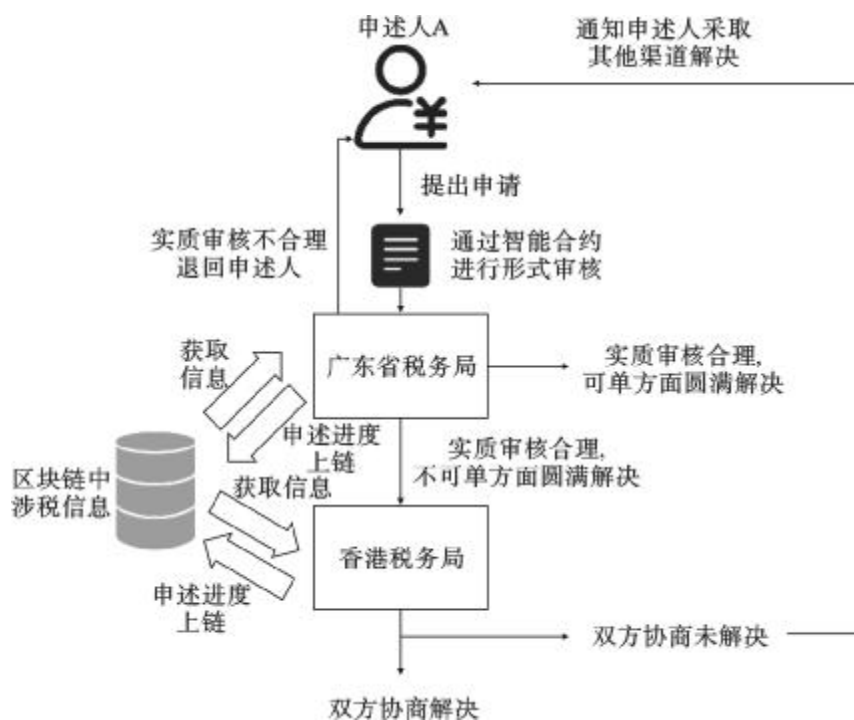 申述人A
通知申述人采取
其他渠道解决
提出申请
实质审核不合理
退回申述人
通过智能合约
进行形式审核
获取
信息
广东省税务局
实质审核合理,
可单方面圆满解决
申述进度
上链
实质审核合理,
不可单方面圆满解决
区块链中
涉税信息
获取信息
香港税务局
申述进度
上链
双方协商未解决
双方协商解决